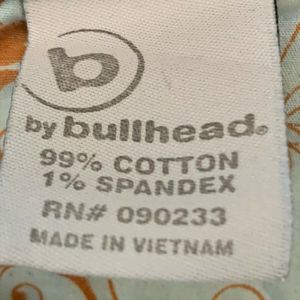 b
by bullhead®
99% COTTON
1% SPANDEX
RN# 090233
MADE IN VIETNAM